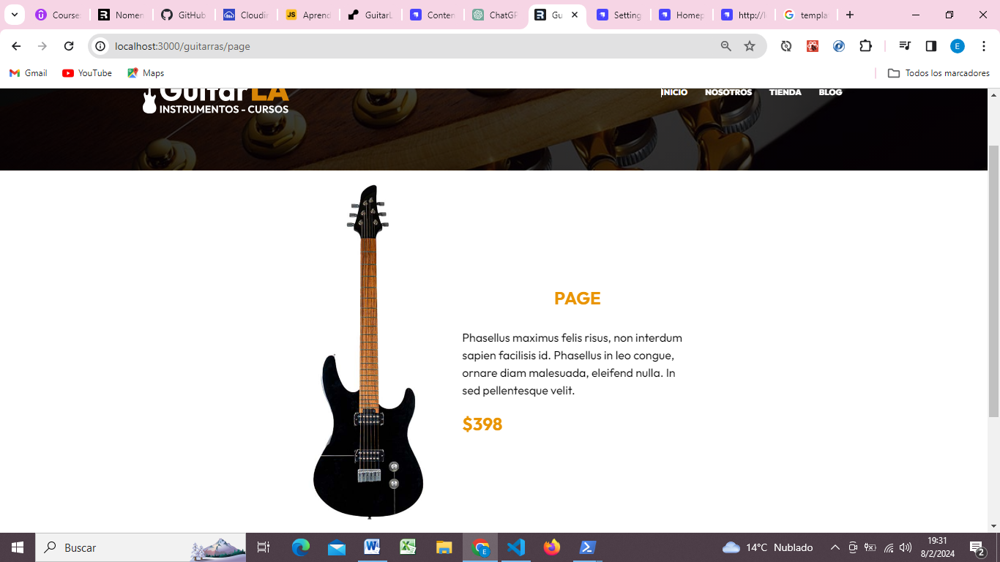 Course
Nomen
GitHub
Cloudin
JS
Aprend
GuitarL
Conten
ChatGP
Gu
Setting
Homep
http://l
templa
localhost:3000/guitarras/page
E
Gmail
YouTube
Maps
Todos los marcadores
GuitarLA
INSTRUMENTOS - CURSOS
INICIO
NOSOTROS
TIENDA
BLOG
PAGE
Phasellus maximus felis risus, non interdum
sapien facilisis id. Phasellus in leo congue,
ornare diam malesuada, eleifend nulla. In
sed pellentesque velit.
$398
Buscar
14°C Nublado
19:31
8/2/2024
2